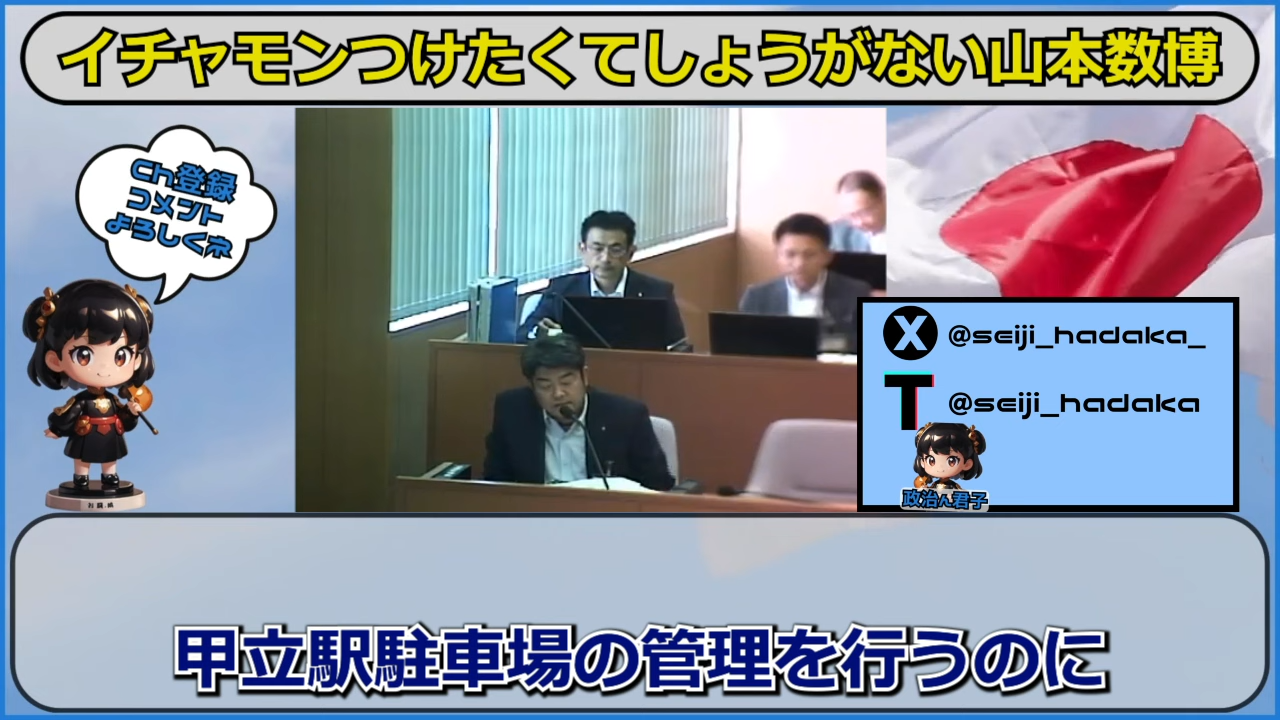 イチャモンつけたくてしょうがない山本数博
Ch登録
コメント
よろしくネ
X @seiji_hadaka_
T @seiji_hadaka
政治ん君子
甲立駅駐車場の管理を行うのに